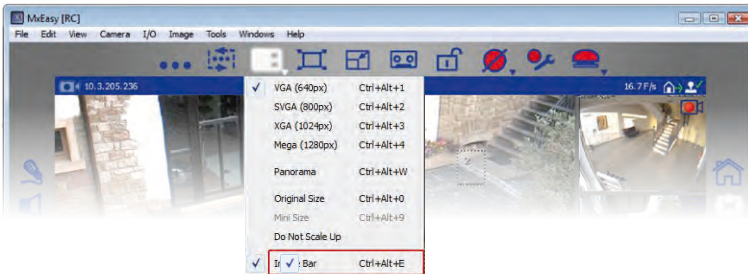 MxEasy [RC]
File Edit View Camera I/O Image Tools Windows Help
10.3.205.236
16.7F/s
VGA (640px) Ctrl+Alt+1
SVGA (800px) Ctrl+Alt+2
XGA (1024px) Ctrl+Alt+3
Mega (1280px) Ctrl+Alt+4
Panorama Ctrl+Alt+W
Original Size Ctrl+Alt+0
Mini Size Ctrl+Alt+9
Do Not Scale Up
Bar Ctrl+Alt+E